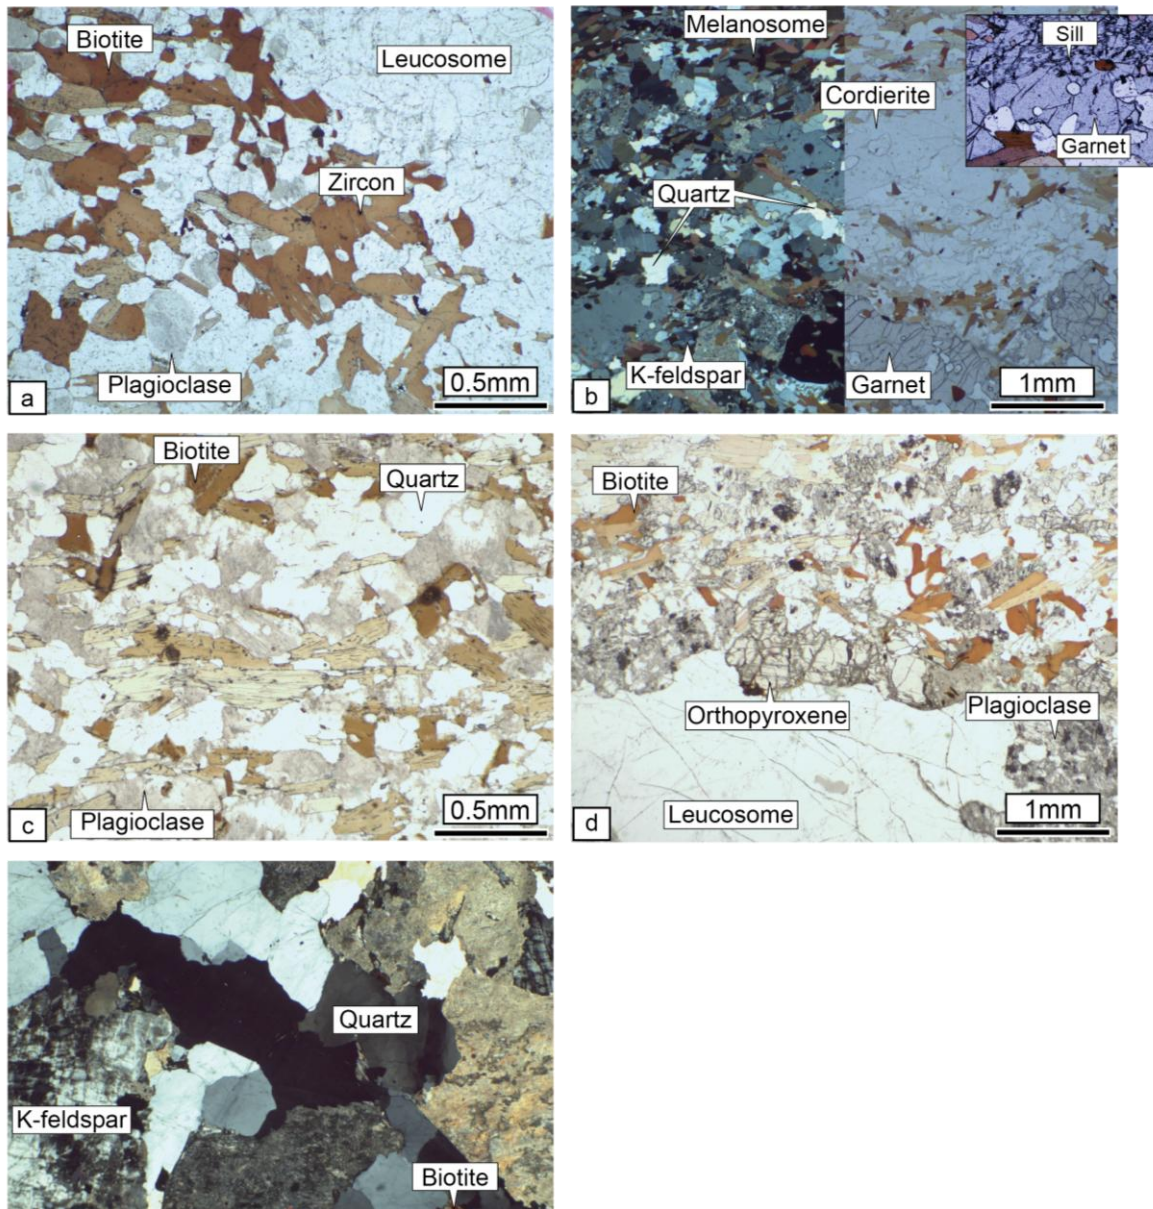 Biotite
Leucosome
Zircon
Plagioclase
a
0.5mm
Melanosome
Sill
Cordierite
Garnet
Quartz
K-feldspar
Garnet
b
1mm
Biotite
Quartz
Plagioclase
c
0.5mm
Biotite
Orthopyroxene
Plagioclase
Leucosome
d
1mm
Quartz
K-feldspar
Biotite